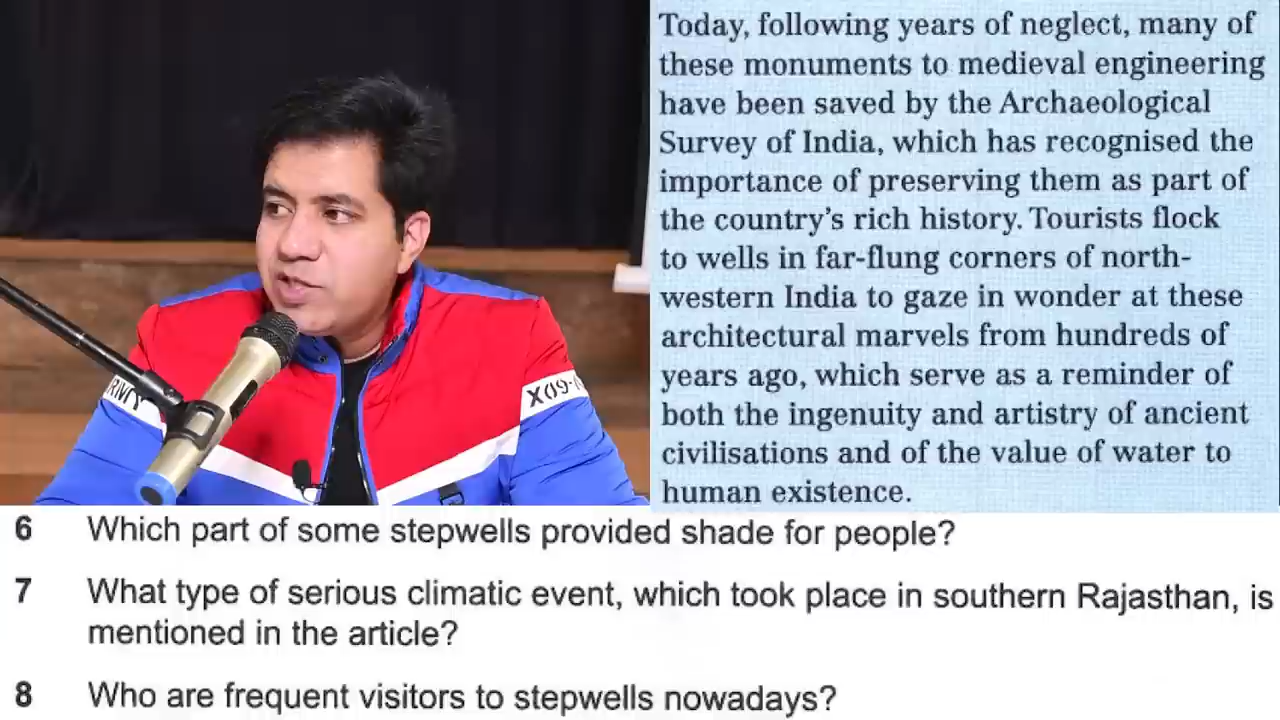 Today, following years of neglect, many of
these monuments to medieval engineering
have been saved by the Archaeological
Survey of India, which has recognised the
importance of preserving them as part of
the country's rich history. Tourists flock
to wells in far-flung corners of north-
western India to gaze in wonder at these
architectural marvels from hundreds of
years ago, which serve as a reminder of
both the ingenuity and artistry of ancient
civilisations and of the value of water to
human existence.
X09-
6 Which part of some stepwells provided shade for people?
7 What type of serious climatic event, which took place in southern Rajasthan, is
mentioned in the article?
8 Who are frequent visitors to stepwells nowadays?